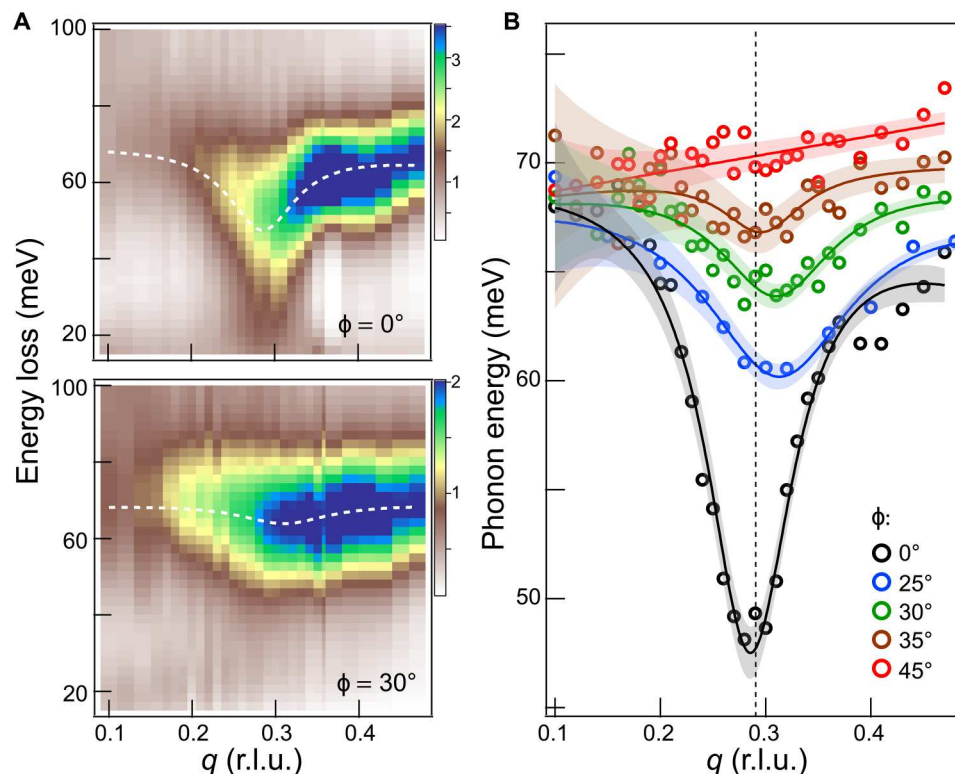 A
B
Energy loss (meV)
100
60
20
3
2
1
ϕ = 0°
100
60
20
2
1
ϕ = 30°
0.1 0.2 0.3 0.4
q (r.l.u.)
Phonon energy (meV)
70
60
50
ϕ:
0°
25°
30°
35°
45°
0.1 0.2 0.3 0.4
q (r.l.u.)